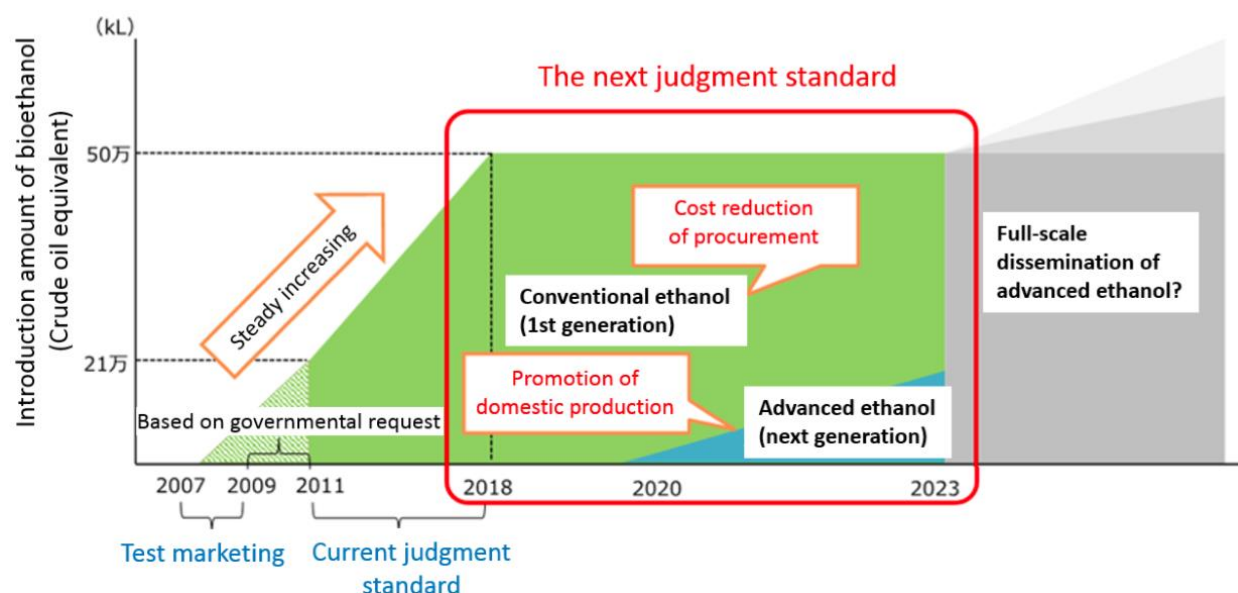 (kL)
Introduction amount of bioethanol
(Crude oil equivalent)
The next judgment standard
50万
21万
Steady increasing
Cost reduction
of procurement
Conventional ethanol
(1st generation)
Full-scale
dissemination of
advanced ethanol?
Promotion of
domestic production
Based on governmental request
Advanced ethanol
(next generation)
2007
2009
2011
2018
2020
2023
Test marketing
Current judgment
standard